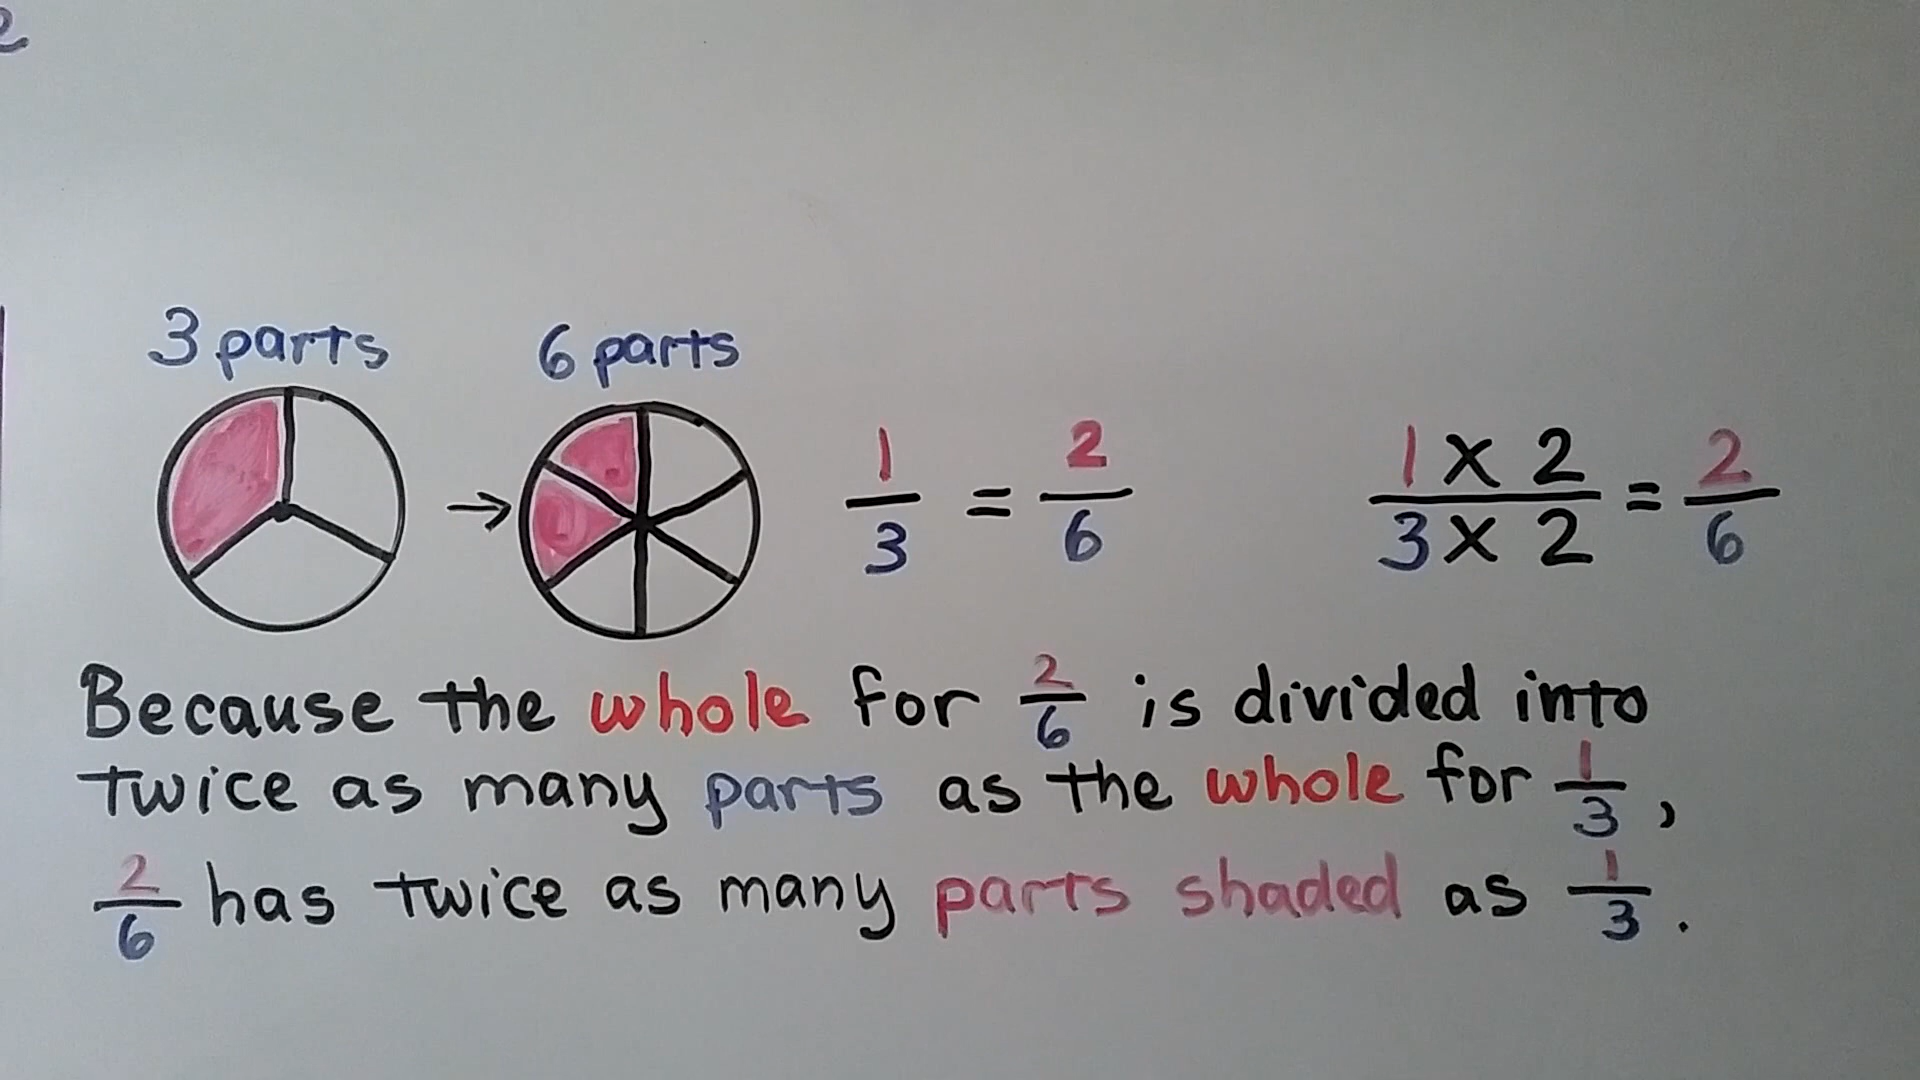 3 parts 6 parts
→ 1/3 = 2/6 1 x 2 / 3 x 2 = 2/6
Because the whole for 2/6 is divided into
twice as many parts as the whole for 1/3,
2/6 has twice as many parts shaded as 1/3.